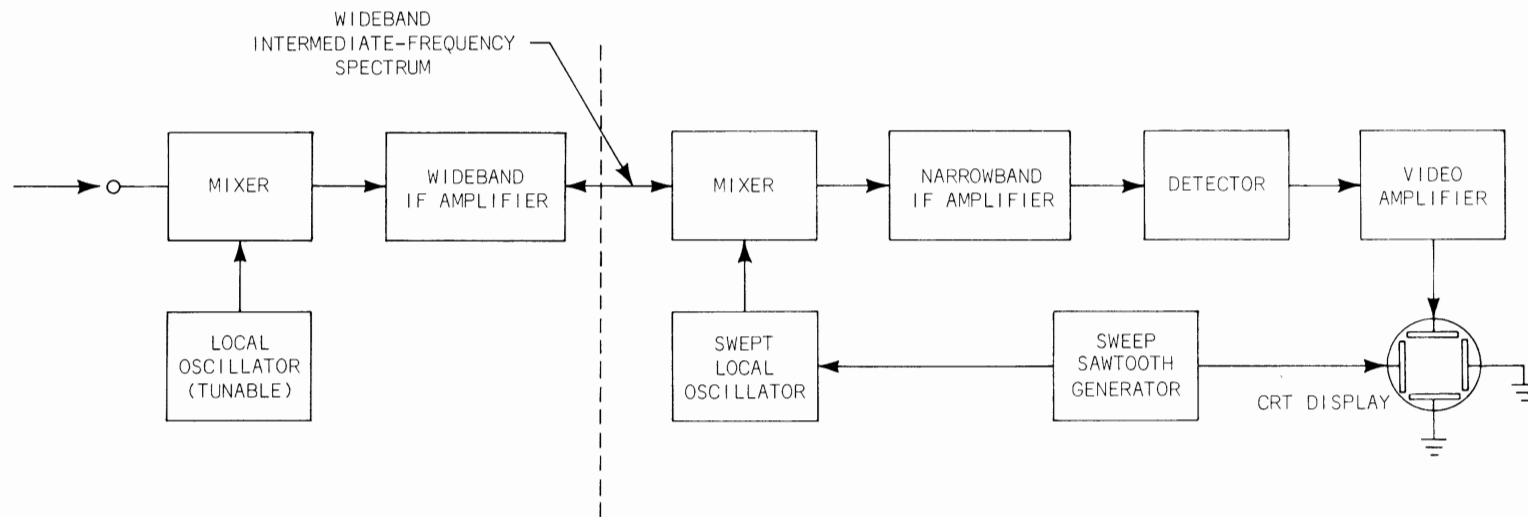 WIDEBAND
INTERMEDIATE-FREQUENCY
SPECTRUM
MIXER
WIDEBAND
IF AMPLIFIER
MIXER
NARROWBAND
IF AMPLIFIER
DETECTOR
VIDEO
AMPLIFIER
LOCAL
OSCILLATOR
(TUNABLE)
SWEPT
LOCAL
OSCILLATOR
SWEEP
SAWTOOTH
GENERATOR
CRT DISPLAY